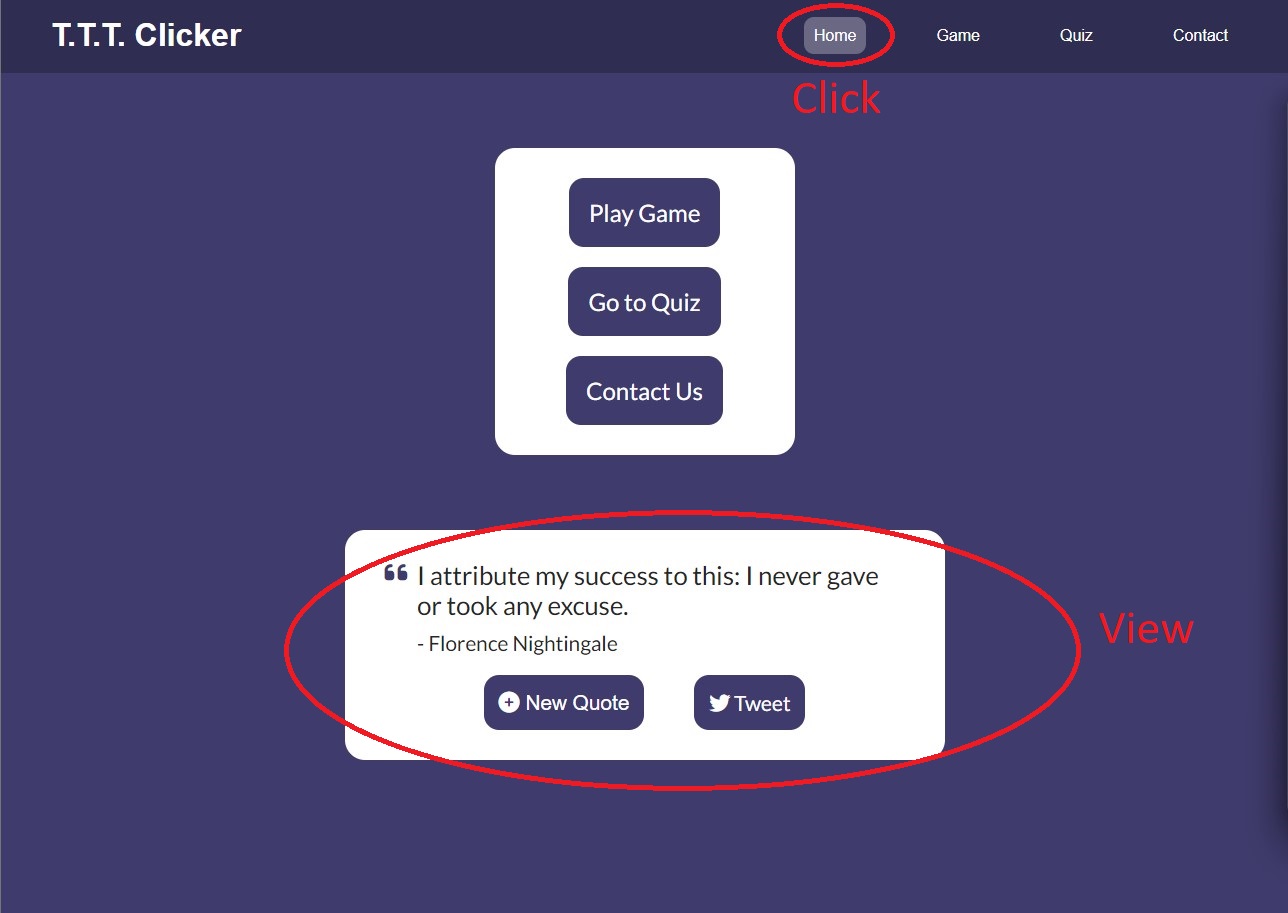 T.T.T. Clicker
Home
Game
Quiz
Contact
Click
Play Game
Go to Quiz
Contact Us
“ I attribute my success to this: I never gave
or took any excuse.
- Florence Nightingale
View
New Quote
Tweet